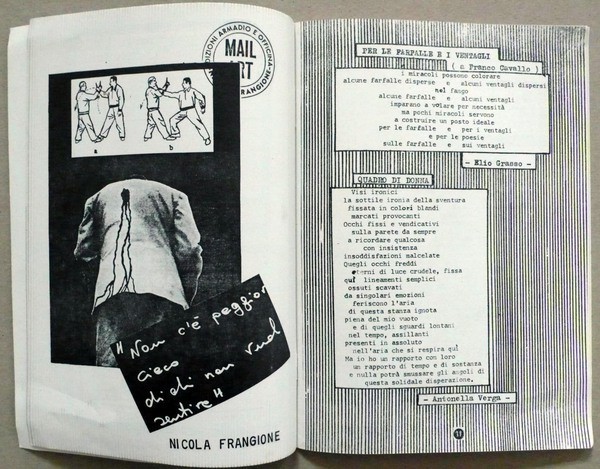 EDIZIONI ARMADIO E OFFICINA
MAIL
ART
FRANGIONE
a
b
"Non c'è peggior
cieco
di chi non vuol
sentire"
NICOLA FRANGIONE
PER LE FARFALLE E I VENTAGLI
( a Franco Cavallo )
i miracoli possono colorare
alcune farfalle disperse e alcuni ventagli dispersi
nel fango
alcune farfalle e alcuni ventagli
imparano a volare per necessità
ma pochi miracoli servono
a costruire un posto ideale
per le farfalle e per i ventagli
e per le poesie
sulle farfalle e sui ventagli
- Elio Grasso -
QUADRO DI DONNA
Visi ironici
la sottile ironia della sventura
fissata in colori blandi
marcati provocanti
Occhi fissi e vendicativi
sulla parete da sempre
a ricordare qualcosa
con insistenza
insoddisfazioni malcelate
Quegli occhi freddi
eterni di luce crudele, fissa
qui lineamenti semplici
ossuti scavati
da singolari emozioni
feriscono l'aria
di questa stanza ignota
piena del mio vuoto
e di quegli sguardi lontani
nel tempo, assillanti
presenti in assoluto
nell'aria che si respira quì
Ma io ho un rapporto con loro
un rapporto di tempo e di sostanza
e nulla potrà smussare gli angoli di
questa solidale disperazione.
- Antonella Verga -
11